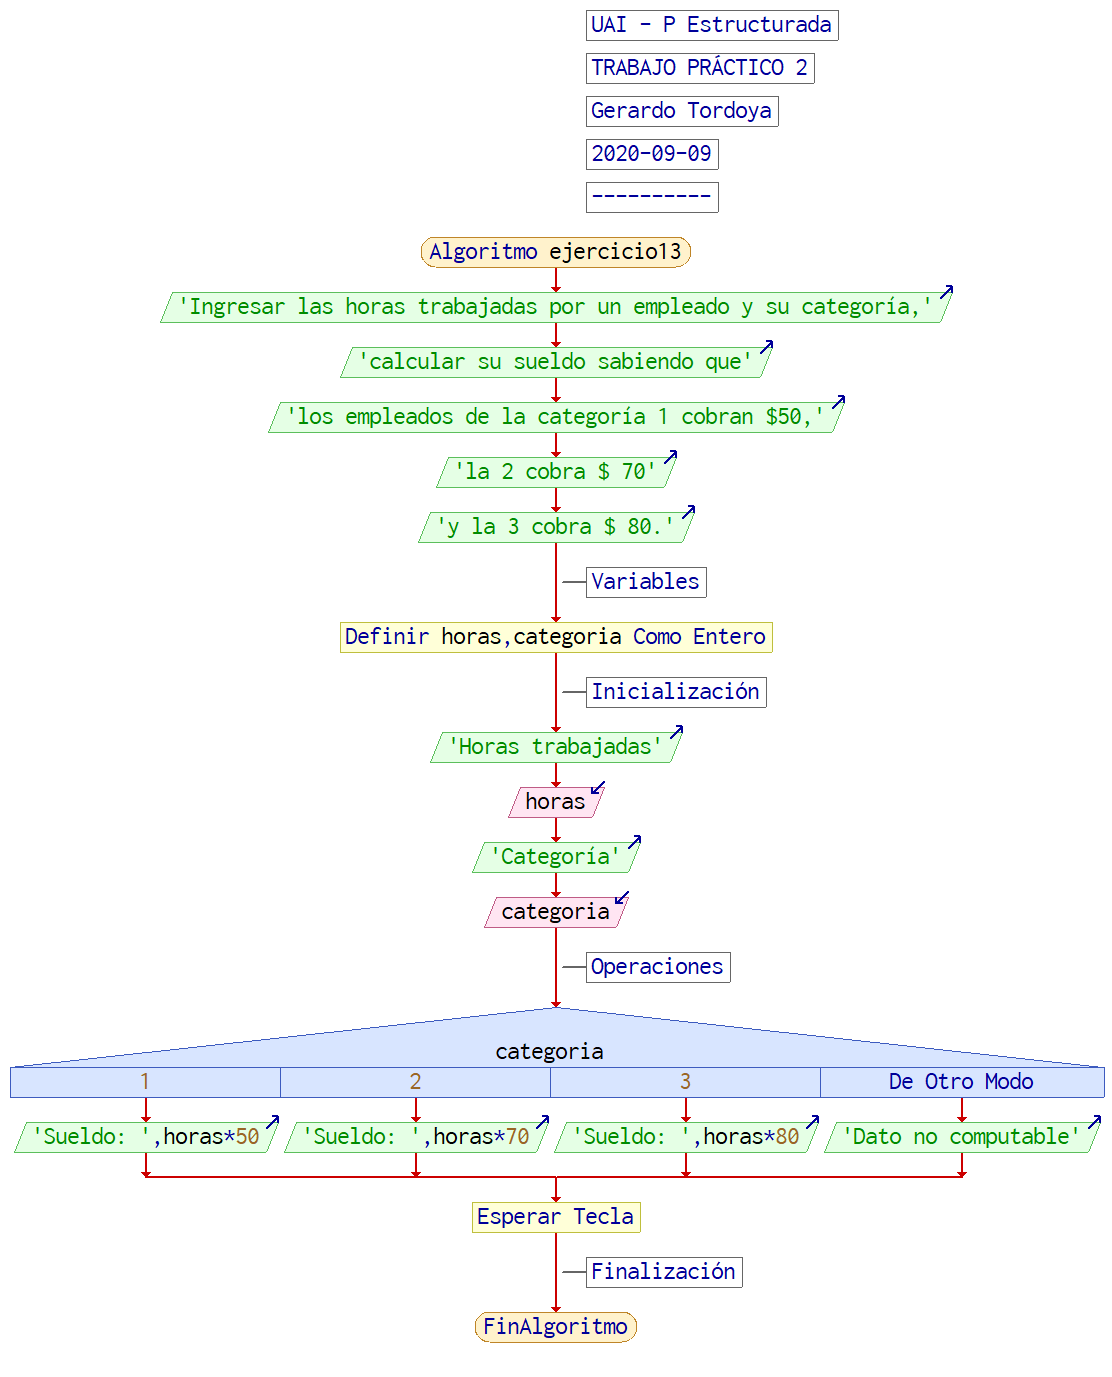 UAI - P Estructurada
TRABAJO PRÁCTICO 2
Gerardo Tordoya
2020-09-09
----------
Algoritmo ejercicio13
'Ingresar las horas trabajadas por un empleado y su categoría,'
'calcular su sueldo sabiendo que'
'los empleados de la categoría 1 cobran $50,'
'la 2 cobra $ 70'
'y la 3 cobra $ 80.'
Variables
Definir horas,categoria Como Entero
Inicialización
'Horas trabajadas'
horas
'Categoría'
categoria
Operaciones
categoria
1 2 3 De Otro Modo
'Sueldo: ',horas*50 'Sueldo: ',horas*70 'Sueldo: ',horas*80 'Dato no computable'
Esperar Tecla
Finalización
FinAlgoritmo